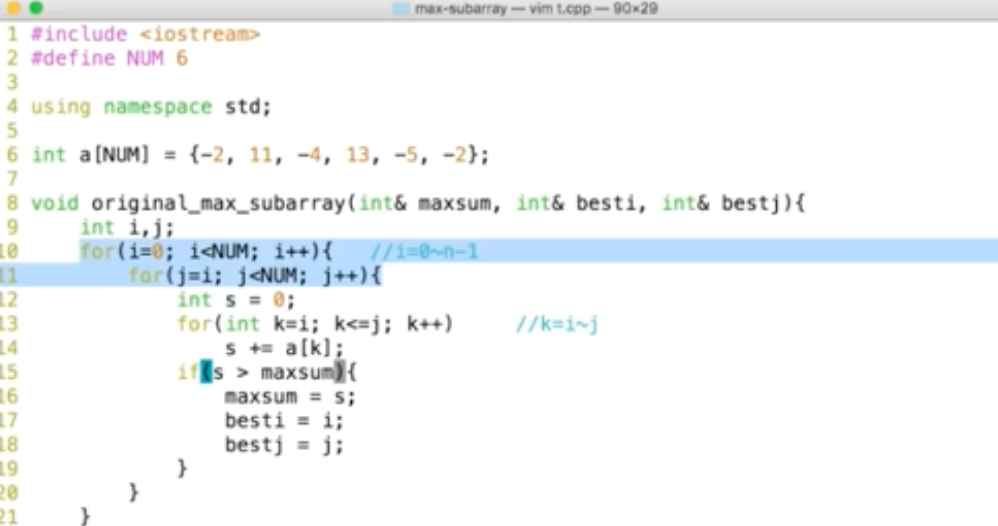 max-subarray — vim t.cpp — 90×29
1 #include <iostream>
2 #define NUM 6
3
4 using namespace std;
5
6 int a[NUM] = {-2, 11, -4, 13, -5, -2};
7
8 void original_max_subarray(int& maxsum, int& besti, int& bestj){
9     int i,j;
10     for(i=0; i<NUM; i++){   //i=0~n-1
11         for(j=i; j<NUM; j++){
12             int s = 0;
13             for(int k=i; k<=j; k++)     //k=i~j
14                 s += a[k];
15             if(s > maxsum){
16                 maxsum = s;
17                 besti = i;
18                 bestj = j;
19             }
20         }
21     }